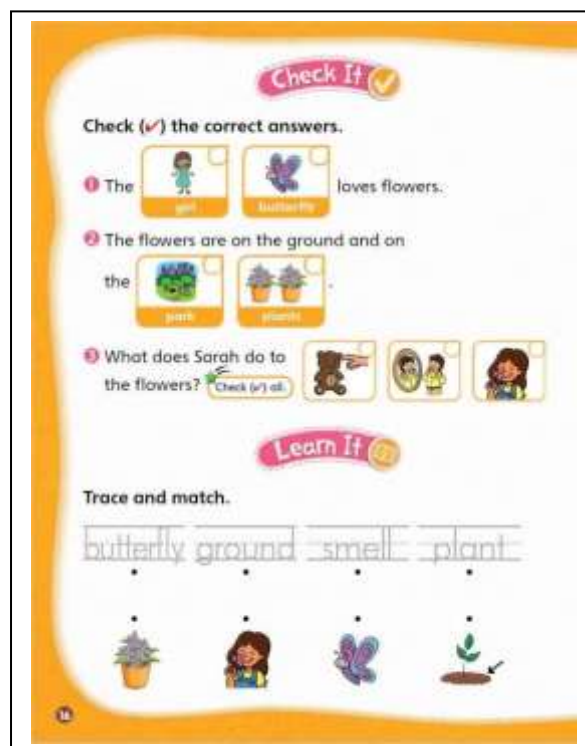 Check It
Check (✔) the correct answers.
1 The girl butterfly loves flowers.
2 The flowers are on the ground and on
the park plants .
3 What does Sarah do to
the flowers? Check (✔) all.
Learn It
Trace and match.
butterfly ground smell plant
16